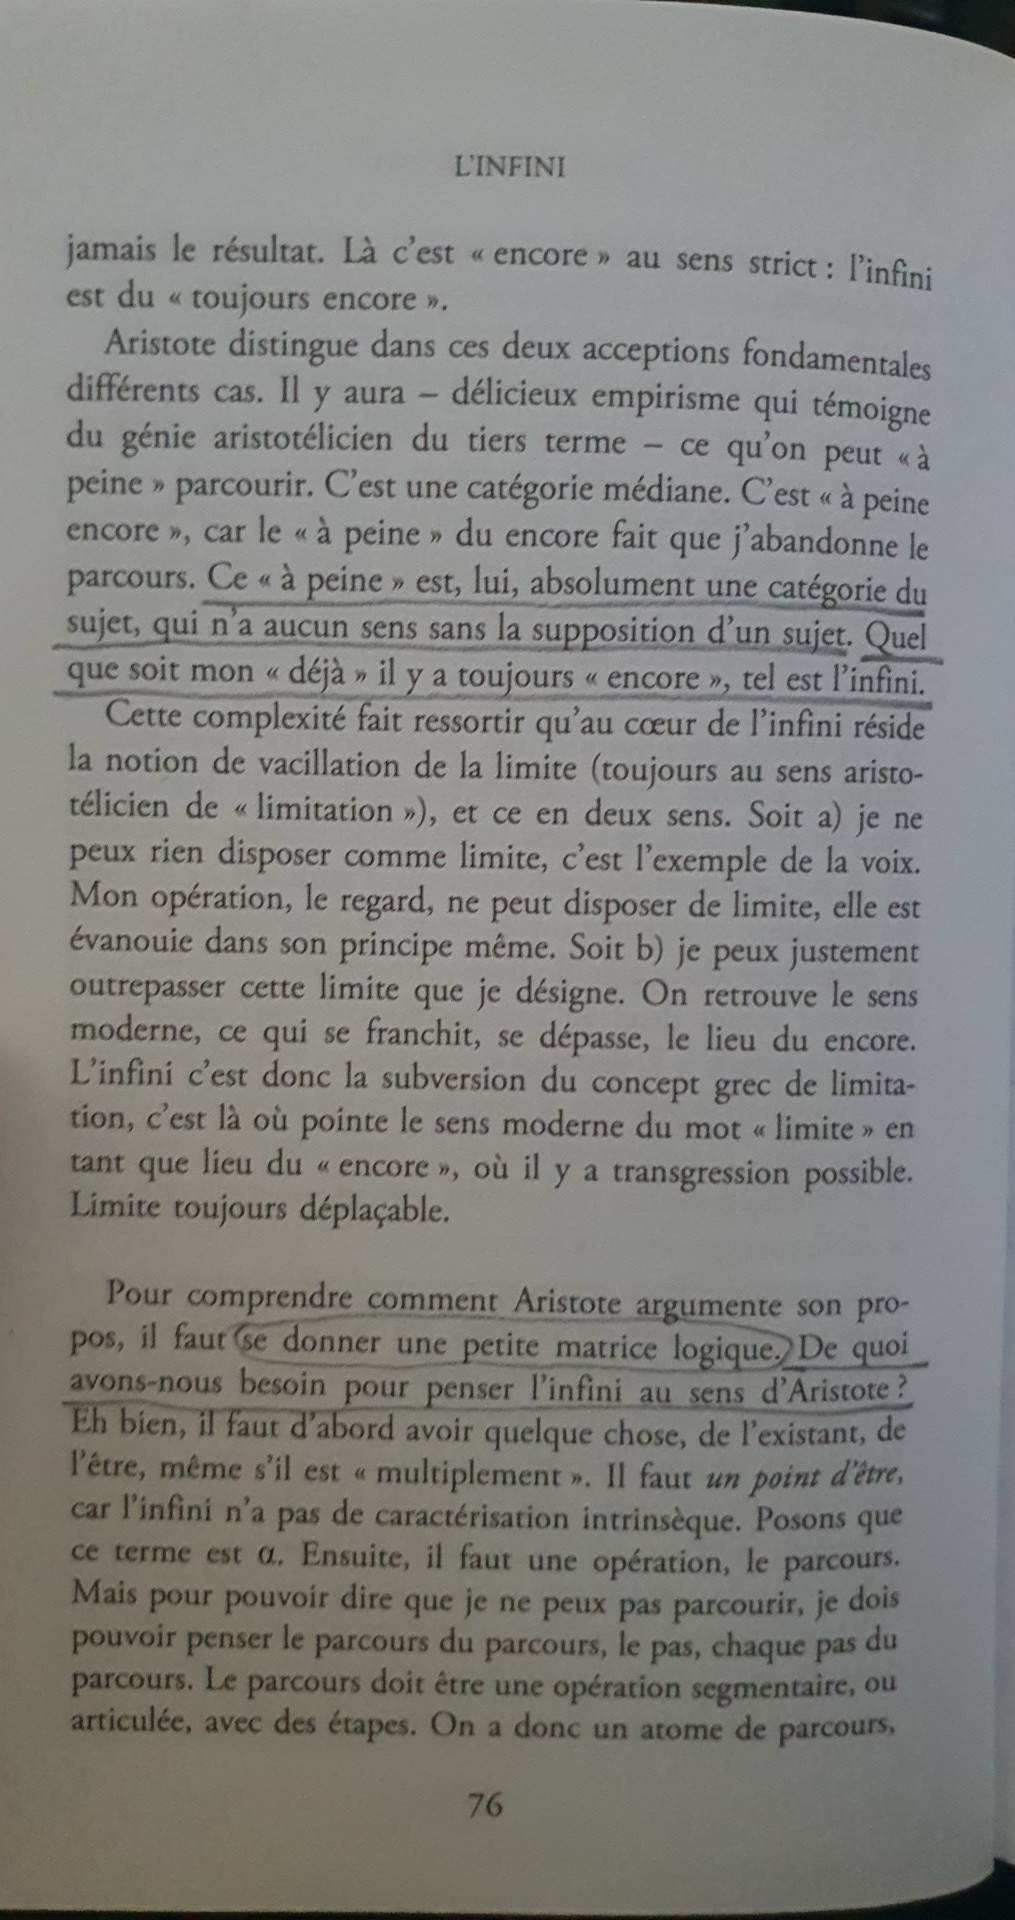 L'INFINI
jamais le résultat. Là c'est « encore » au sens strict : l'infini
est du « toujours encore ».
Aristote distingue dans ces deux acceptions fondamentales
différents cas. Il y aura – délicieux empirisme qui témoigne
du génie aristotélicien du tiers terme – ce qu'on peut « à
peine » parcourir. C'est une catégorie médiane. C'est « à peine
encore », car le « à peine » du encore fait que j'abandonne le
parcours. Ce « à peine » est, lui, absolument une catégorie du
sujet, qui n'a aucun sens sans la supposition d'un sujet. Quel
que soit mon « déjà » il y a toujours « encore », tel est l'infini.
Cette complexité fait ressortir qu'au cœur de l'infini réside
la notion de vacillation de la limite (toujours au sens aristo-
télicien de « limitation »), et ce en deux sens. Soit a) je ne
peux rien disposer comme limite, c'est l'exemple de la voix.
Mon opération, le regard, ne peut disposer de limite, elle est
évanouie dans son principe même. Soit b) je peux justement
outrepasser cette limite que je désigne. On retrouve le sens
moderne, ce qui se franchit, se dépasse, le lieu du encore.
L'infini c'est donc la subversion du concept grec de limita-
tion, c'est là où pointe le sens moderne du mot « limite » en
tant que lieu du « encore », où il y a transgression possible.
Limite toujours déplaçable.
Pour comprendre comment Aristote argumente son pro-
pos, il faut se donner une petite matrice logique. De quoi
avons-nous besoin pour penser l'infini au sens d'Aristote ?
Eh bien, il faut d'abord avoir quelque chose, de l'existant, de
l'être, même s'il est « multiplement ». Il faut un point d'être,
car l'infini n'a pas de caractérisation intrinsèque. Posons que
ce terme est α. Ensuite, il faut une opération, le parcours.
Mais pour pouvoir dire que je ne peux pas parcourir, je dois
pouvoir penser le parcours du parcours, le pas, chaque pas du
parcours. Le parcours doit être une opération segmentaire, ou
articulée, avec des étapes. On a donc un atome de parcours,
76